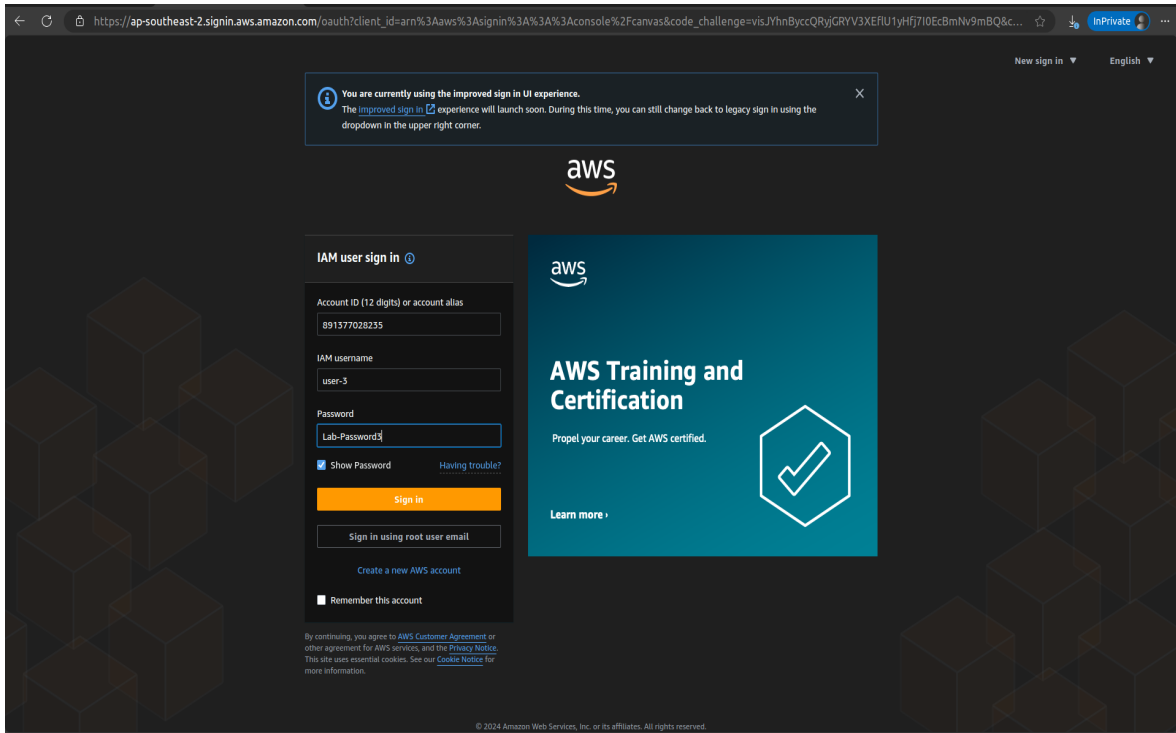 https://ap-southeast-2.signin.aws.amazon.com/oauth?client_id=arn%3Aaws%3Asignin%3A%3A%3Aconsole%2Fcanvas&code_challenge=visJYhnByccQRyjGRYV3XEflU1yHfj7I0EcBmNv9mBQ&c...
InPrivate
New sign in ▼ English ▼
You are currently using the improved sign in UI experience.
The improved sign in experience will launch soon. During this time, you can still change back to legacy sign in using the
dropdown in the upper right corner.
aws
IAM user sign in
Account ID (12 digits) or account alias
891377028235
IAM username
user-3
Password
Lab-Password3
Show Password Having trouble?
Sign in
Sign in using root user email
Create a new AWS account
Remember this account
By continuing, you agree to AWS Customer Agreement or
other agreement for AWS services, and the Privacy Notice.
This site uses essential cookies. See our Cookie Notice for
more information.
aws
AWS Training and
Certification
Propel your career. Get AWS certified.
Learn more ›
© 2024 Amazon Web Services, Inc. or its affiliates. All rights reserved.